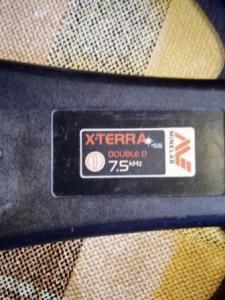 X-TERRA
DOUBLE D
7.5 kHz
MINELAB